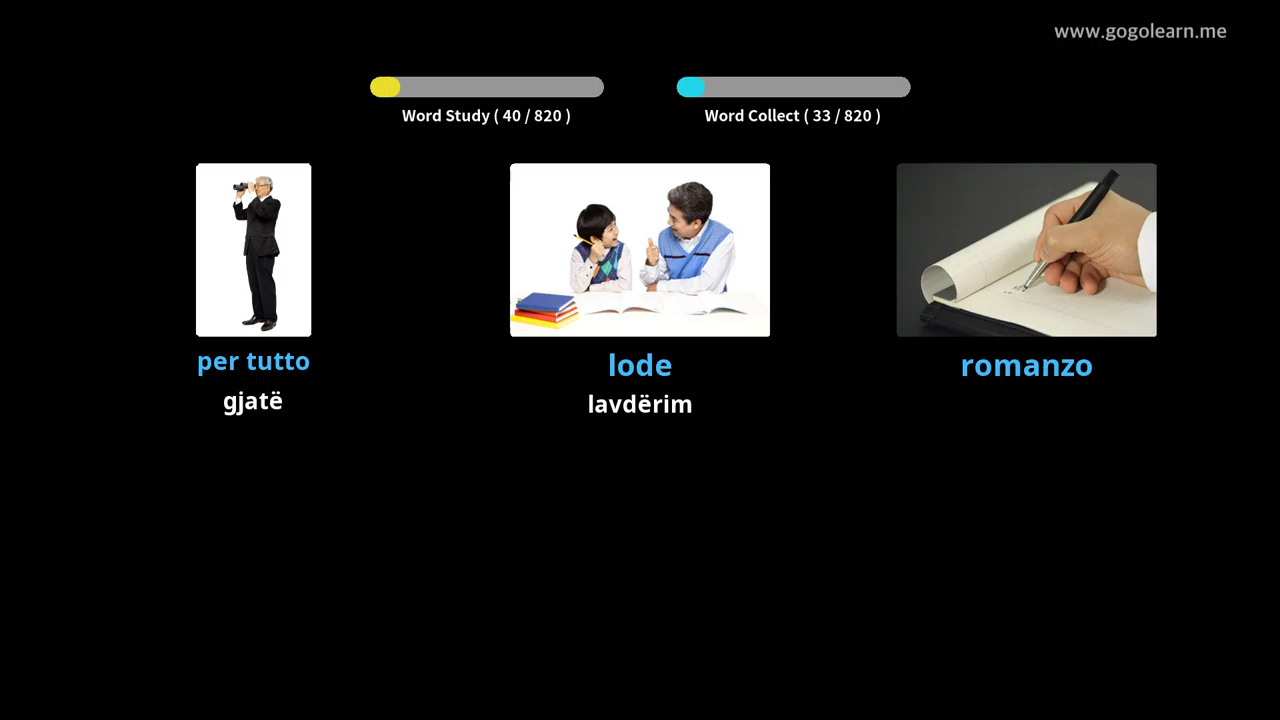 www.gogolearn.me
Word Study ( 40 / 820 )
Word Collect ( 33 / 820 )
per tutto
gjatë
lode
lavdërim
romanzo